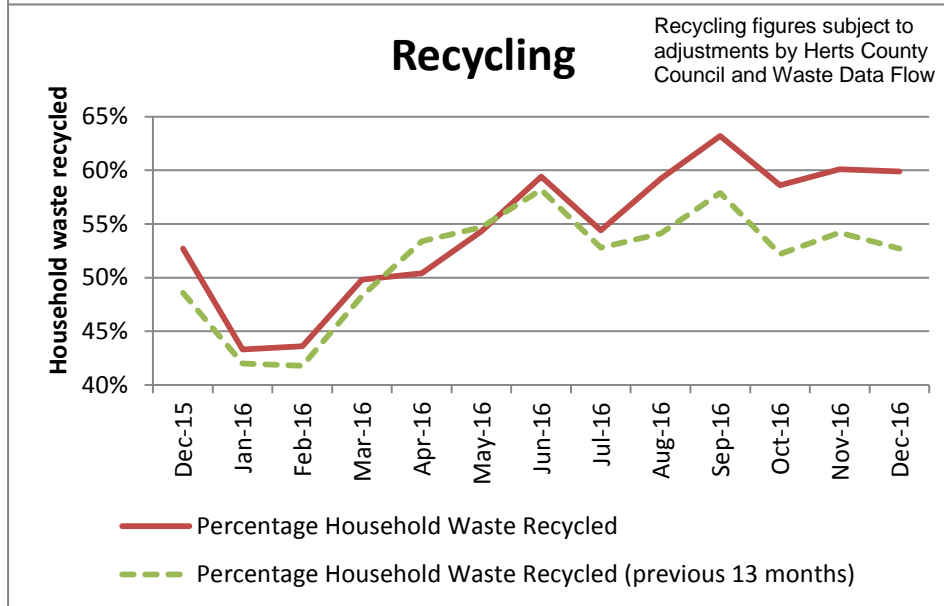 Recycling
Recycling figures subject to
adjustments by Herts County
Council and Waste Data Flow
Household waste recycled
65%
60%
55%
50%
45%
40%
Dec-15
Jan-16
Feb-16
Mar-16
Apr-16
May-16
Jun-16
Jul-16
Aug-16
Sep-16
Oct-16
Nov-16
Dec-16
Percentage Household Waste Recycled
Percentage Household Waste Recycled (previous 13 months)